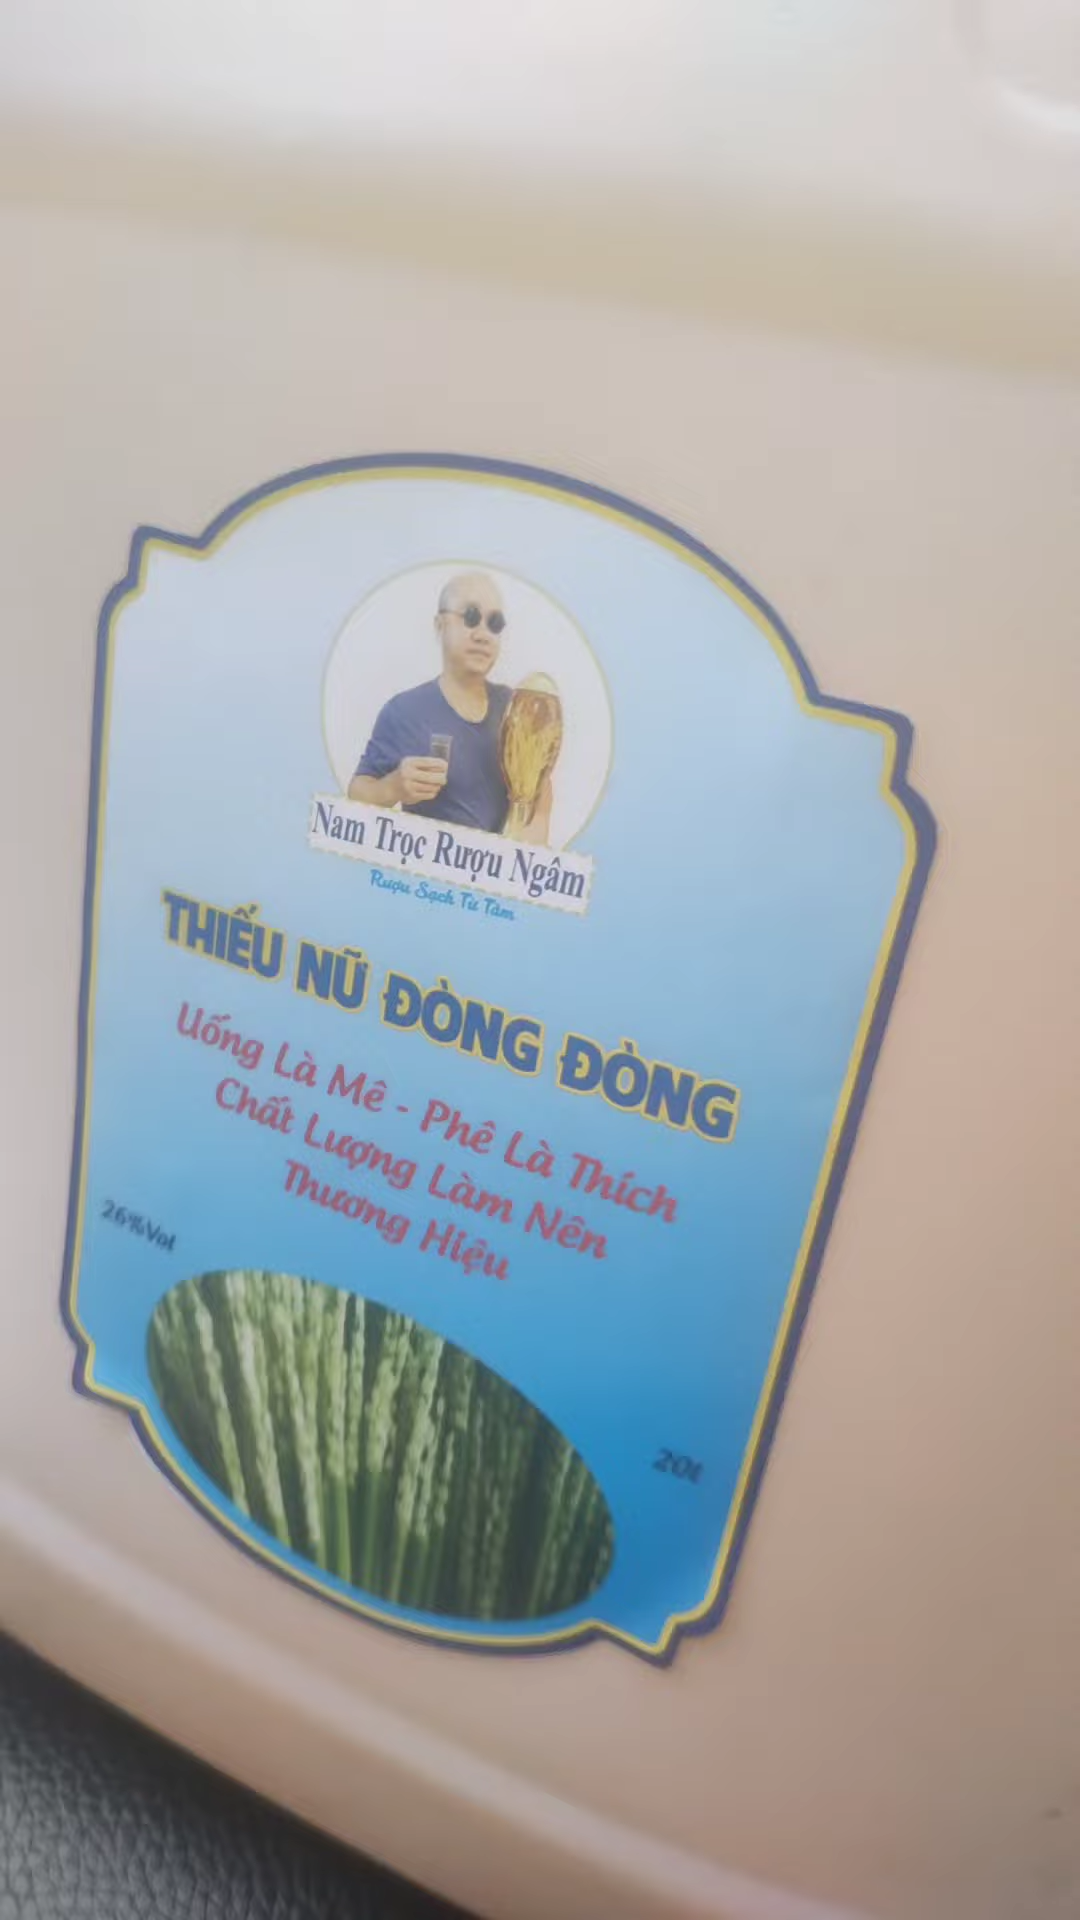 Nam Trọc Rượu Ngâm
Rượu Sạch Từ Tâm
THIẾU NỮ ĐÒNG ĐÒNG
Uống Là Mê - Phê Là Thích
Chất Lượng Làm Nên
Thương Hiệu
26%Vol
20l